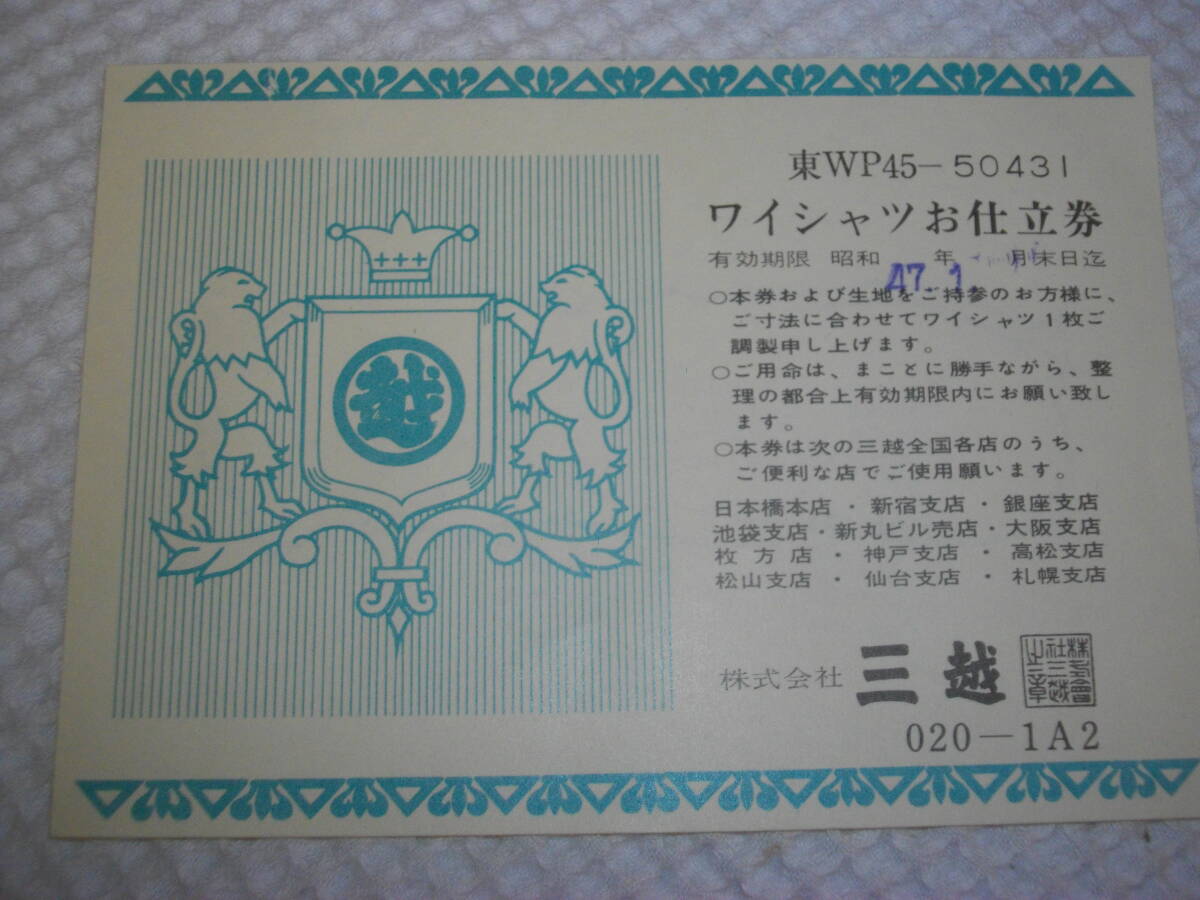 東WP45-50431
ワイシャツお仕立券
有効期限 昭和 47.年 1. 月末日迄
○本券および生地をご持参のお方様に、
ご寸法に合わせてワイシャツ1枚ご
調製申し上げます。
○ご用命は、まことに勝手ながら、整
理の都合上有効期限内にお願い致し
ます。
○本券は次の三越全国各店のうち、
ご便利な店でご使用願います。
日本橋本店・新宿支店・銀座支店
池袋支店・新丸ビル売店・大阪支店
枚方店・神戸支店・高松支店
松山支店・仙台支店・札幌支店
越
株式会社 三越
株式會社三越之章
020-1A2